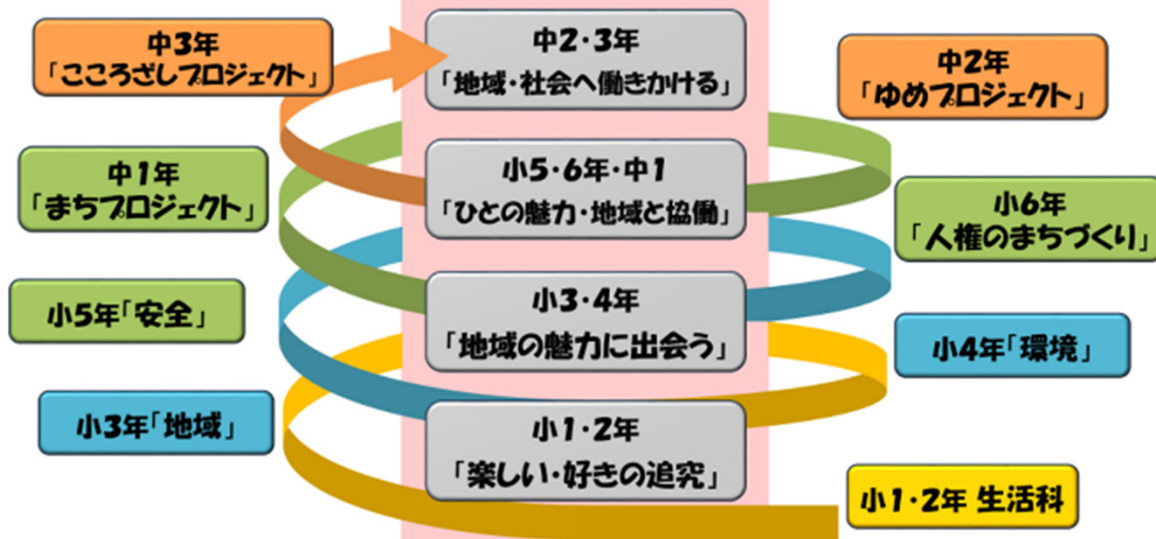 中3年
「こころざしプロジェクト」
中2・3年
「地域・社会へ働きかける」
中2年
「ゆめプロジェクト」
中1年
「まちプロジェクト」
小5・6年・中1
「ひとの魅力・地域と協働」
小6年
「人権のまちづくり」
小5年「安全」
小3・4年
「地域の魅力に出会う」
小4年「環境」
小3年「地域」
小1・2年
「楽しい・好きの追究」
小1・2年 生活科